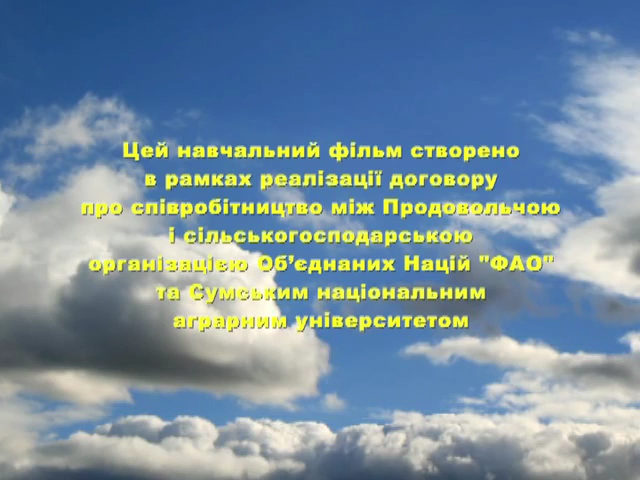 Цей навчальний фільм створено
в рамках реалізації договору
про співробітництво між Продовольчою
і сільськогосподарською
організацією Об’єднаних Націй "ФАО"
та Сумським національним
аграрним університетом